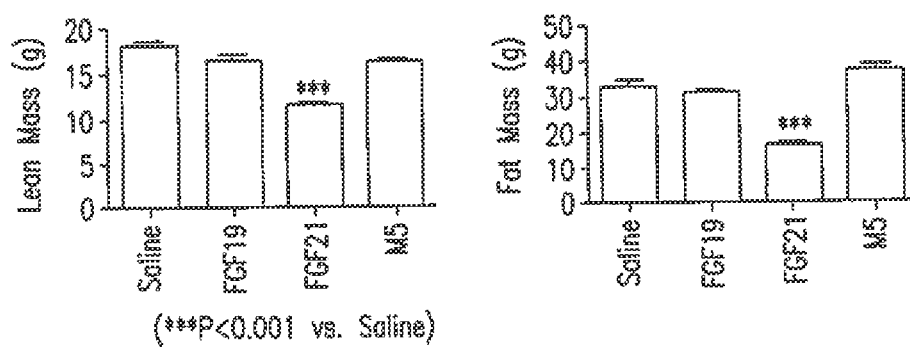 Lean Mass (g)
20
15
10
5
0
***
Saline
FGF19
FGF21
M5
Fat Mass (g)
50
40
30
20
10
0
***
Saline
FGF19
FGF21
M5
(***P<0.001 vs. Saline)